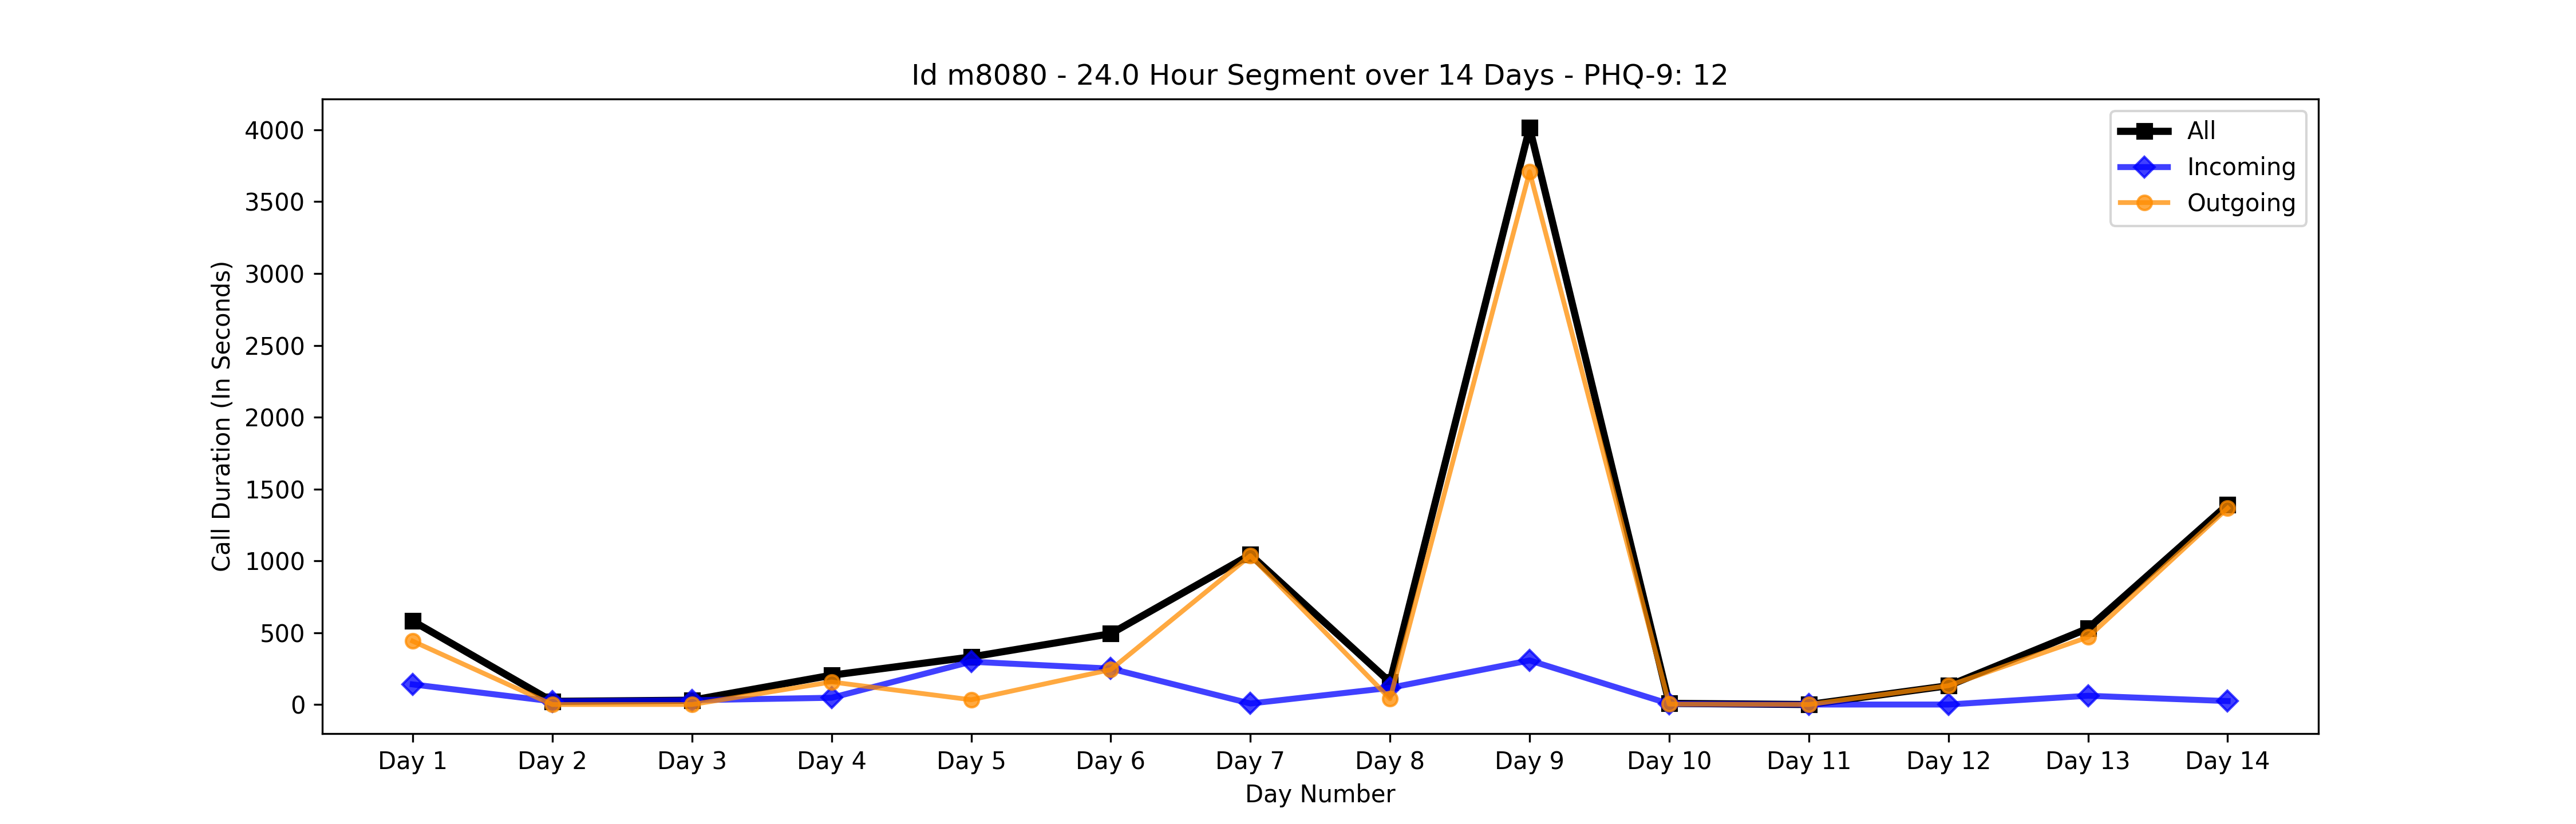 Id m8080 - 24.0 Hour Segment over 14 Days - PHQ-9: 12
All
Incoming
Outgoing
4000
3500
3000
2500
2000
1500
1000
500
0
Call Duration (In Seconds)
Day 1 Day 2 Day 3 Day 4 Day 5 Day 6 Day 7 Day 8 Day 9 Day 10 Day 11 Day 12 Day 13 Day 14
Day Number